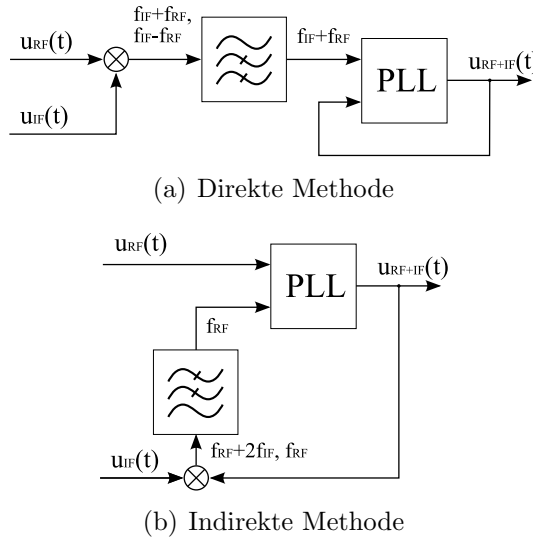 fIF+fRF,
fIF-fRF
uRF(t)
fIF+fRF
PLL
uRF+IF(t)
uIF(t)
(a) Direkte Methode
uRF(t)
PLL
uRF+IF(t)
fRF
uIF(t)
fRF+2fIF, fRF
(b) Indirekte Methode